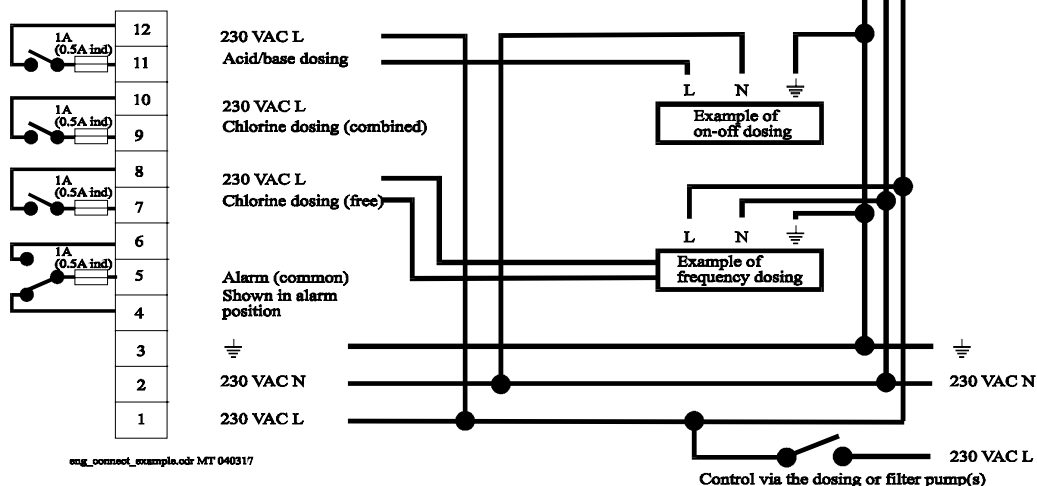 12
1A
(0.5A ind)
11
230 VAC L
Acid/base dosing
L N
Example of
on-off dosing
10
1A
(0.5A ind)
9
230 VAC L
Chlorine dosing (combined)
8
1A
(0.5A ind)
7
230 VAC L
Chlorine dosing (free)
L N
Example of
frequency dosing
6
1A
(0.5A ind)
5
4
Alarm (common)
Shown in alarm
position
3
2
230 VAC N
230 VAC N
1
230 VAC L
230 VAC L
Control via the dosing or filter pump(s)
eng_connect_example.cdr MT 040317